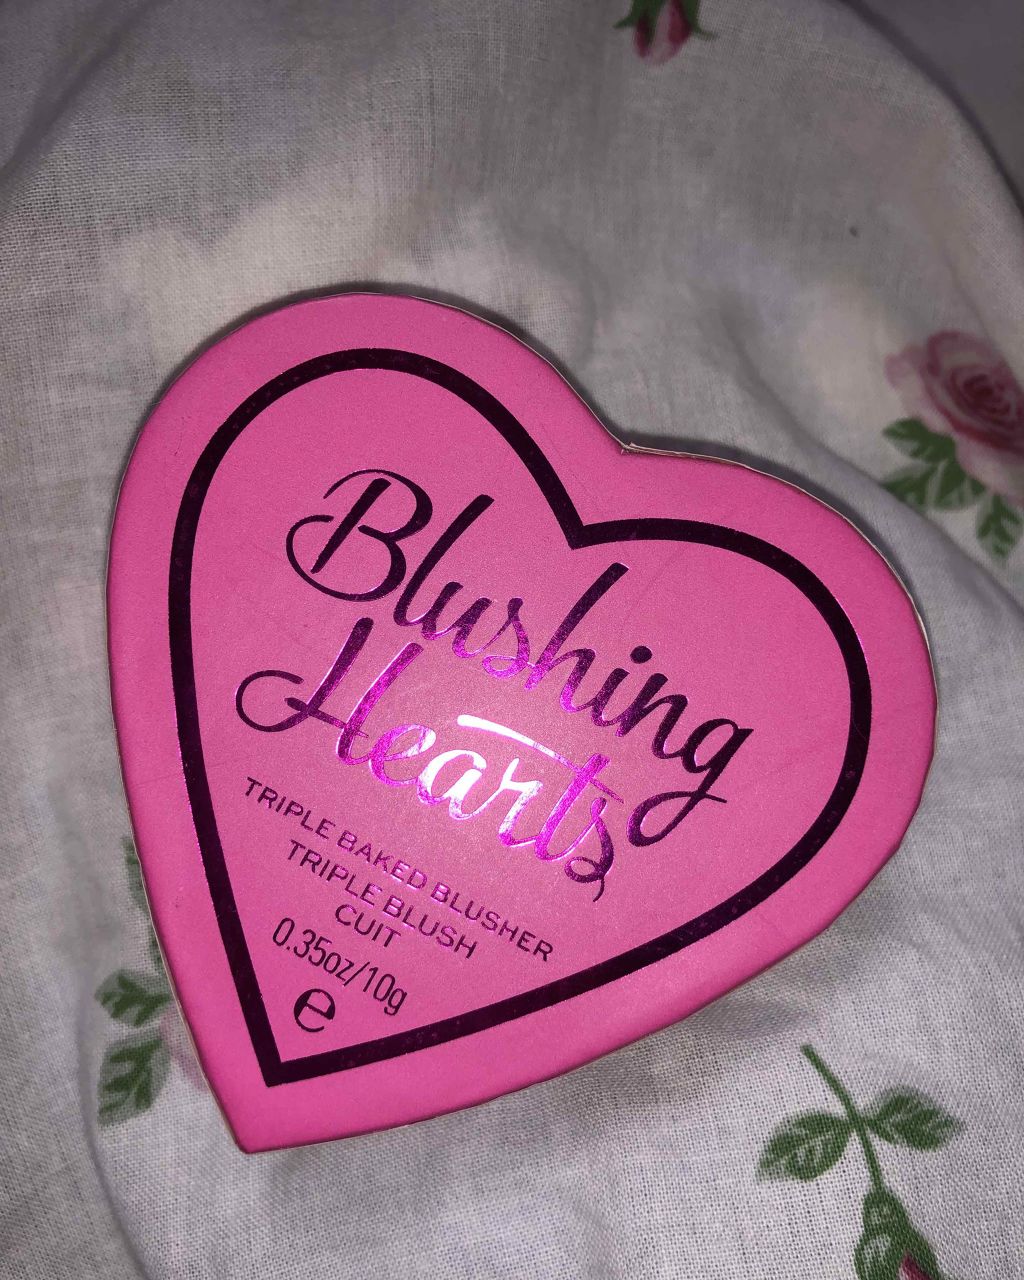 Blushing
Hearts
TRIPLE BAKED BLUSHER
TRIPLE BLUSH
CUIT
0.35oz/10g
e